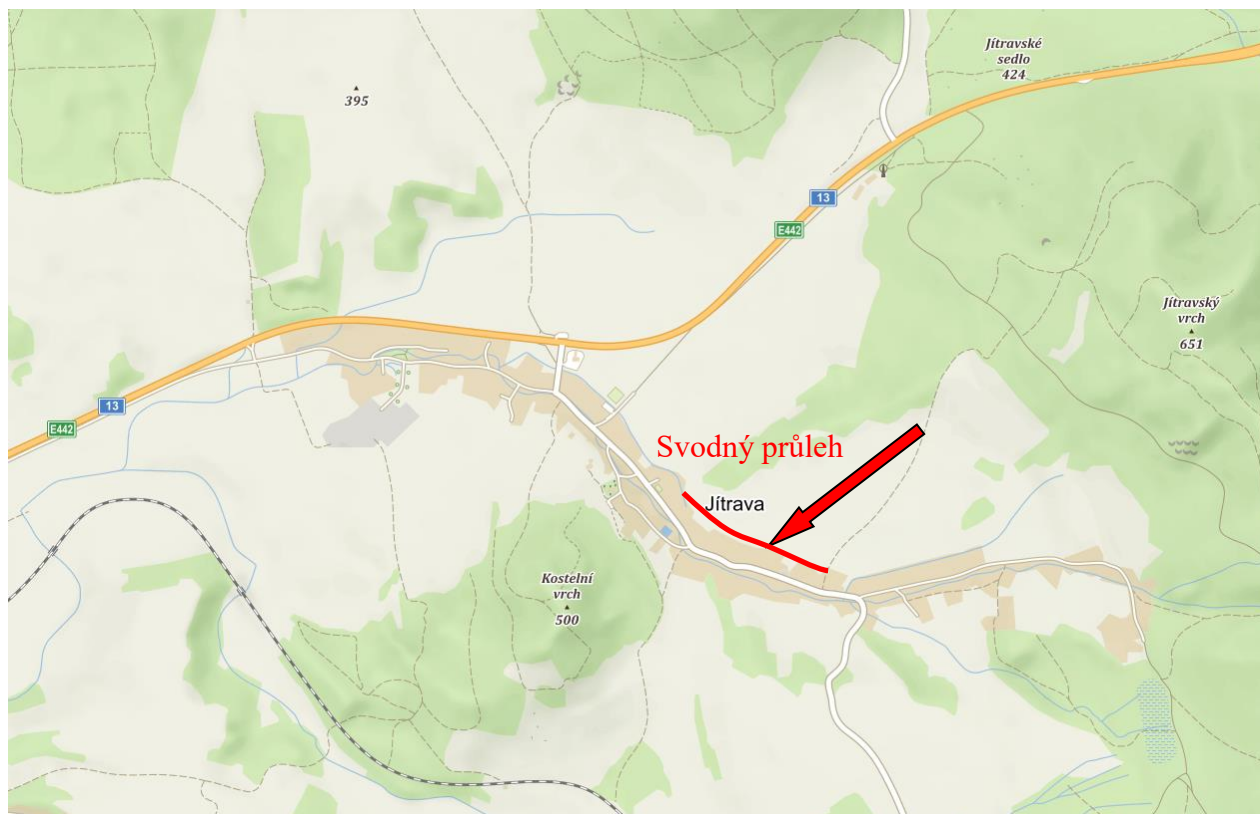 Jítravské
sedlo
424
395
13
E442
Jítravský
vrch
651
13
E442
Svodný průleh
Jítrava
Kostelní
vrch
500